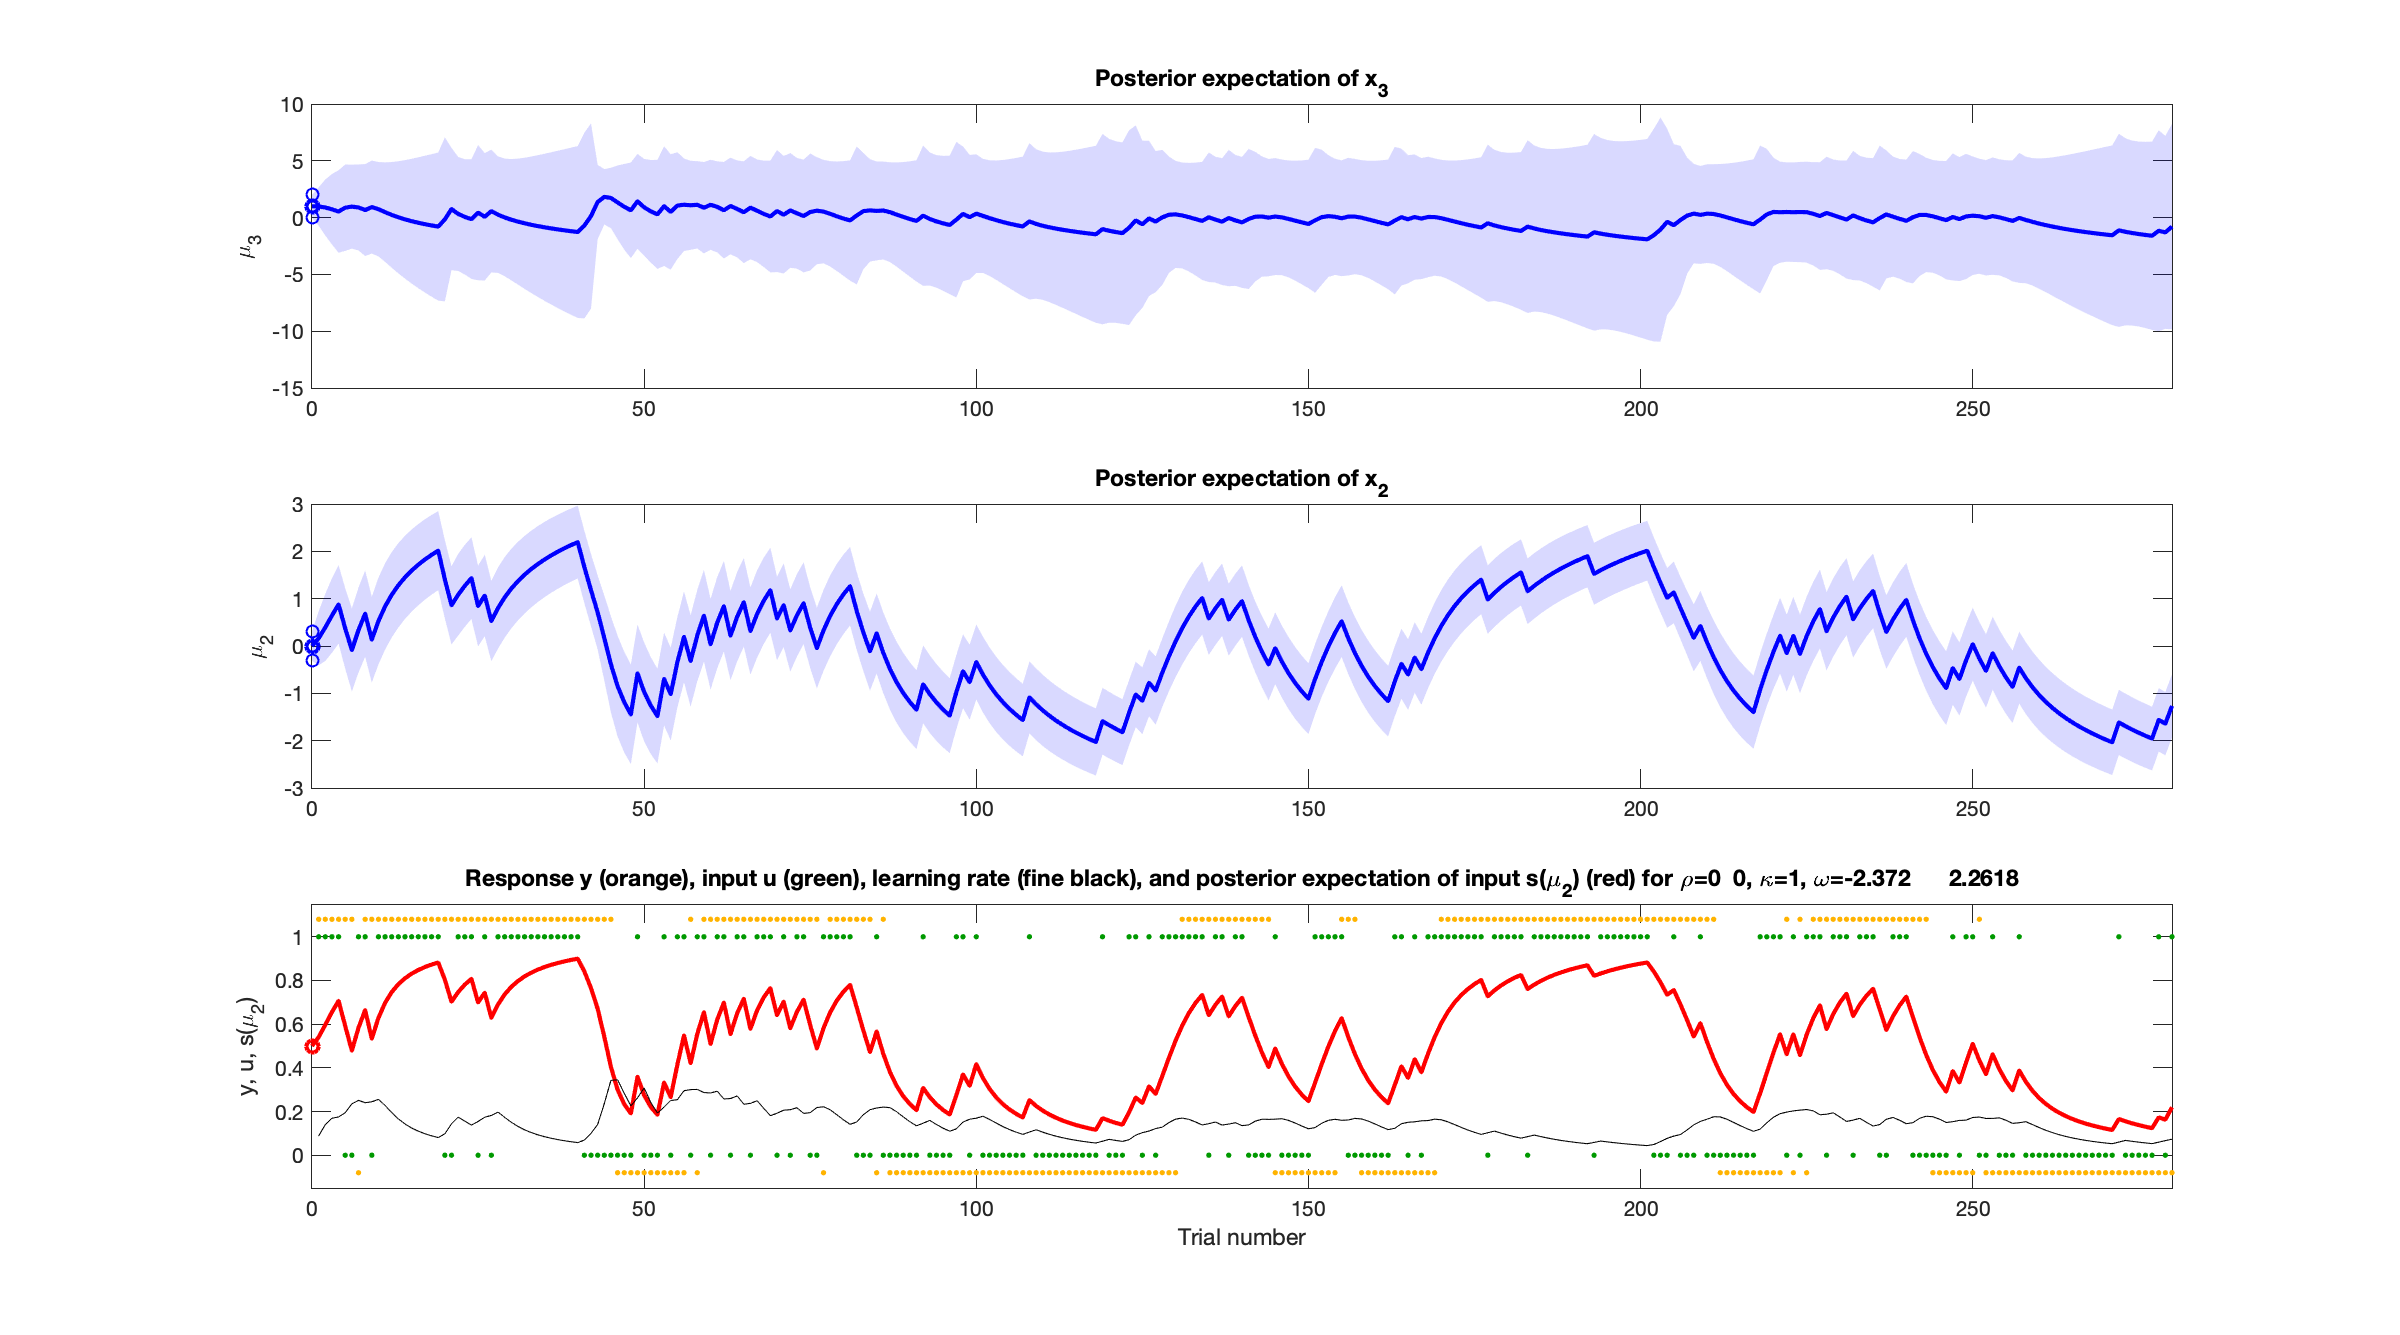 Posterior expectation of x3
10
5
0
-5
-10
-15
μ3
0 50 100 150 200 250
Posterior expectation of x2
3
2
1
0
-1
-2
-3
μ2
0 50 100 150 200 250
Response y (orange), input u (green), learning rate (fine black), and posterior expectation of input s(μ2) (red) for ρ=0 0, κ=1, ω=-2.372 2.2618
1
0.8
0.6
0.4
0.2
0
y, u, s(μ2)
0 50 100 150 200 250
Trial number